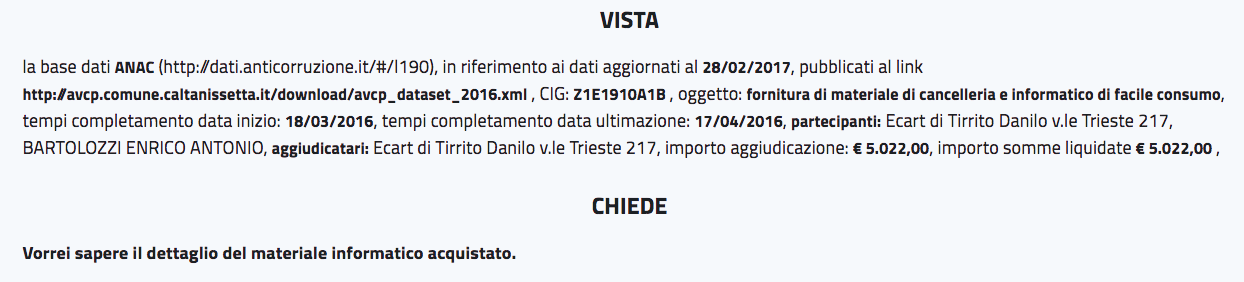 VISTA
la base dati ANAC (http://dati.anticorruzione.it/#/l190), in riferimento ai dati aggiornati al 28/02/2017, pubblicati al link
http://avcp.comune.caltanissetta.it/download/avcp_dataset_2016.xml , CIG: Z1E1910A1B , oggetto: fornitura di materiale di cancelleria e informatico di facile consumo,
tempi completamento data inizio: 18/03/2016, tempi completamento data ultimazione: 17/04/2016, partecipanti: Ecart di Tirrito Danilo v.le Trieste 217,
BARTOLOZZI ENRICO ANTONIO, aggiudicatari: Ecart di Tirrito Danilo v.le Trieste 217, importo aggiudicazione: € 5.022,00, importo somme liquidate € 5.022,00 ,
CHIEDE
Vorrei sapere il dettaglio del materiale informatico acquistato.